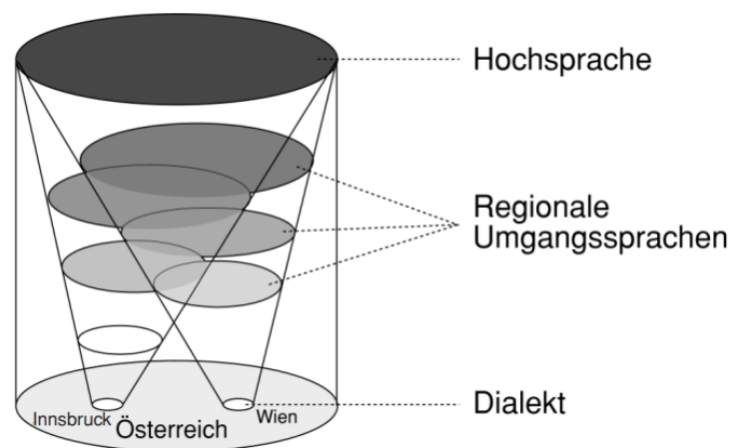 Hochsprache
Regionale
Umgangssprachen
Dialekt
Innsbruck
Österreich
Wien